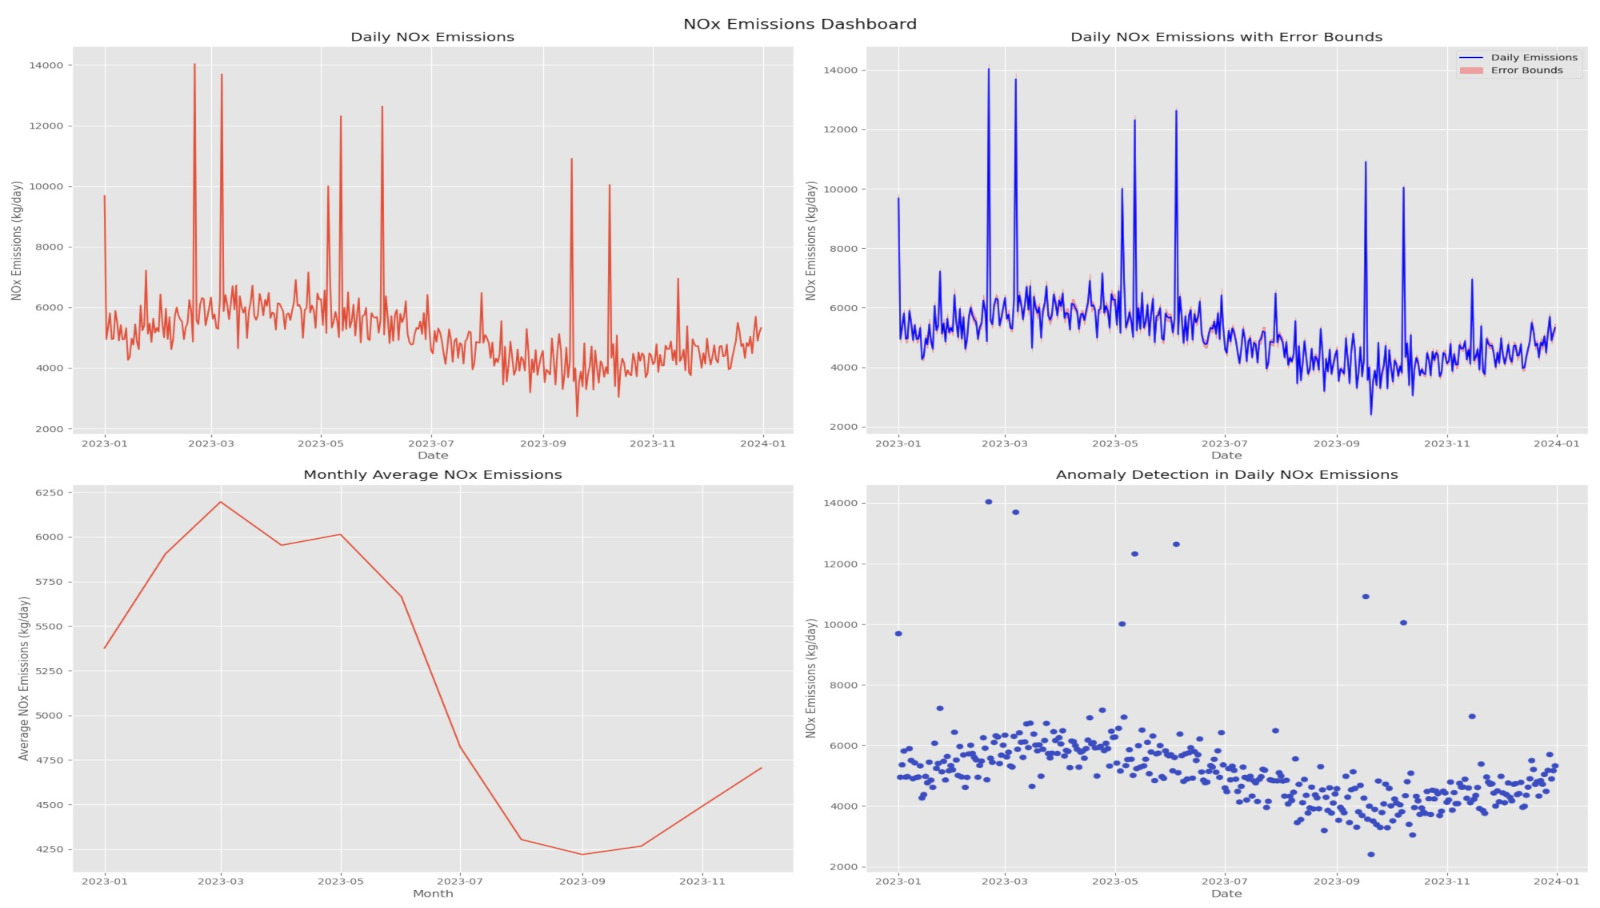 NOx Emissions Dashboard
Daily NOx Emissions
NOx Emissions (kg/day)
14000
12000
10000
8000
6000
4000
2000
2023-01 2023-03 2023-05 2023-07 2023-09 2023-11 2024-01
Date
Daily NOx Emissions with Error Bounds
Daily Emissions
Error Bounds
NOx Emissions (kg/day)
14000
12000
10000
8000
6000
4000
2000
2023-01 2023-03 2023-05 2023-07 2023-09 2023-11 2024-01
Date
Monthly Average NOx Emissions
Average NOx Emissions (kg/day)
6250
6000
5750
5500
5250
5000
4750
4500
4250
2023-01 2023-03 2023-05 2023-07 2023-09 2023-11
Month
Anomaly Detection in Daily NOx Emissions
NOx Emissions (kg/day)
14000
12000
10000
8000
6000
4000
2000
2023-01 2023-03 2023-05 2023-07 2023-09 2023-11 2024-01
Date